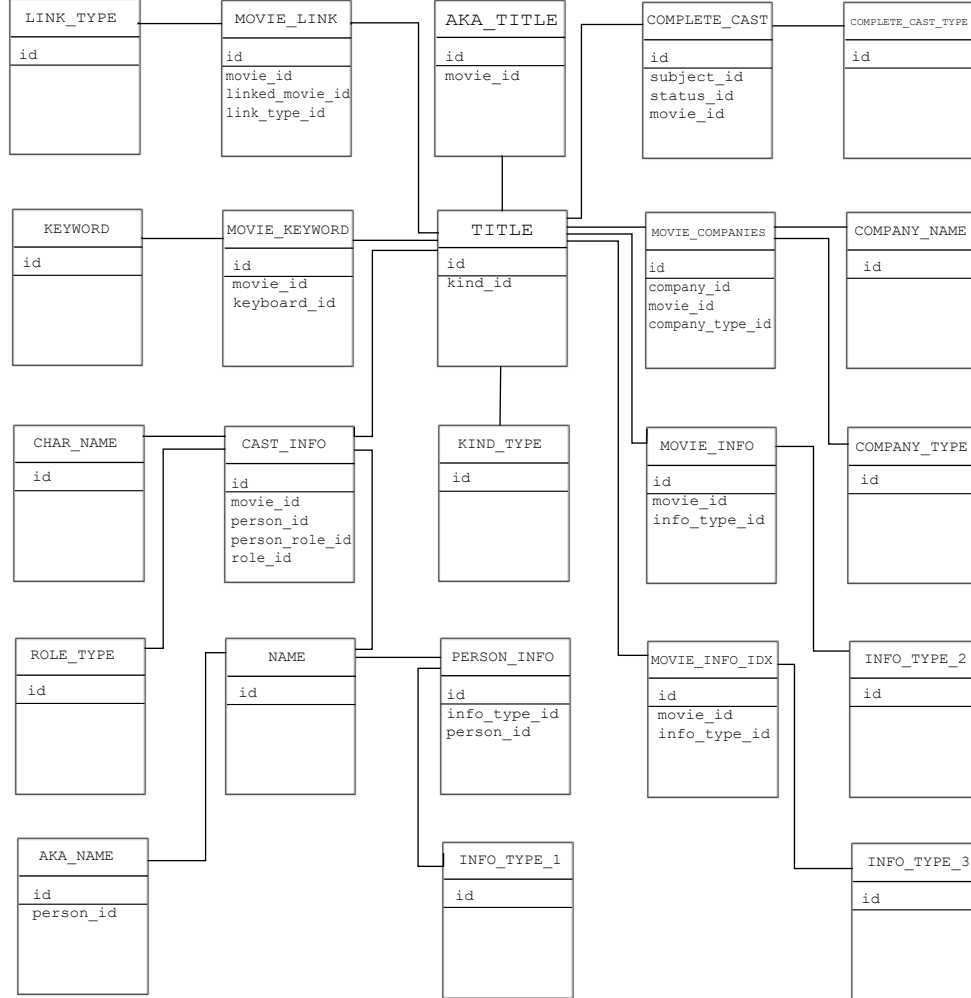 LINK_TYPE
id
MOVIE_LINK
id
movie_id
linked_movie_id
link_type_id
AKA_TITLE
id
movie_id
COMPLETE_CAST
id
subject_id
status_id
movie_id
COMPLETE_CAST_TYPE
id
KEYWORD
id
MOVIE_KEYWORD
id
movie_id
keyboard_id
TITLE
id
kind_id
MOVIE_COMPANIES
id
company_id
movie_id
company_type_id
COMPANY_NAME
id
CHAR_NAME
id
CAST_INFO
id
movie_id
person_id
person_role_id
role_id
KIND_TYPE
id
MOVIE_INFO
id
movie_id
info_type_id
COMPANY_TYPE
id
ROLE_TYPE
id
NAME
id
PERSON_INFO
id
info_type_id
person_id
MOVIE_INFO_IDX
id
movie_id
info_type_id
INFO_TYPE_2
id
AKA_NAME
id
person_id
INFO_TYPE_1
id
INFO_TYPE_3
id